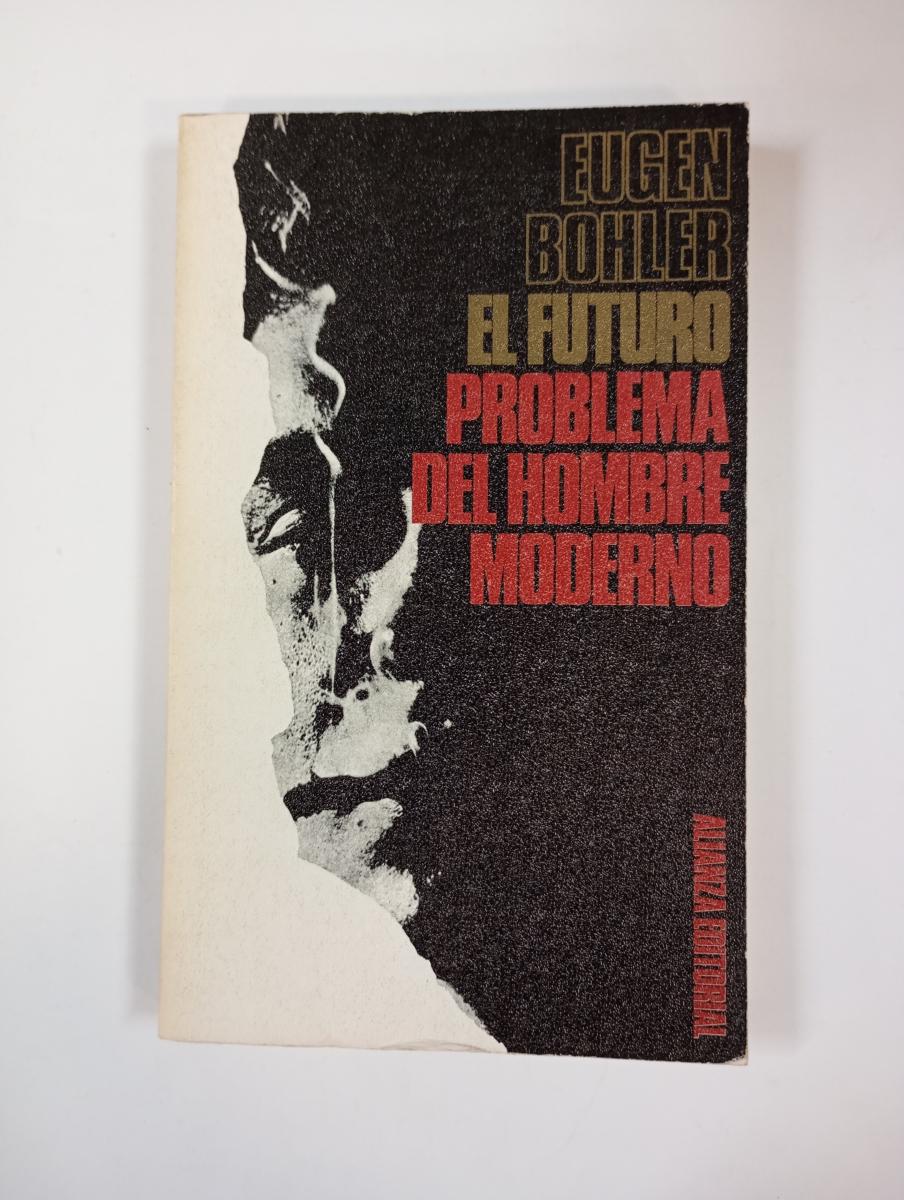 EUGEN
BOHLER
EL FUTURO
PROBLEMA
DEL HOMBRE
MODERNO
ALIANZA EDITORIAL